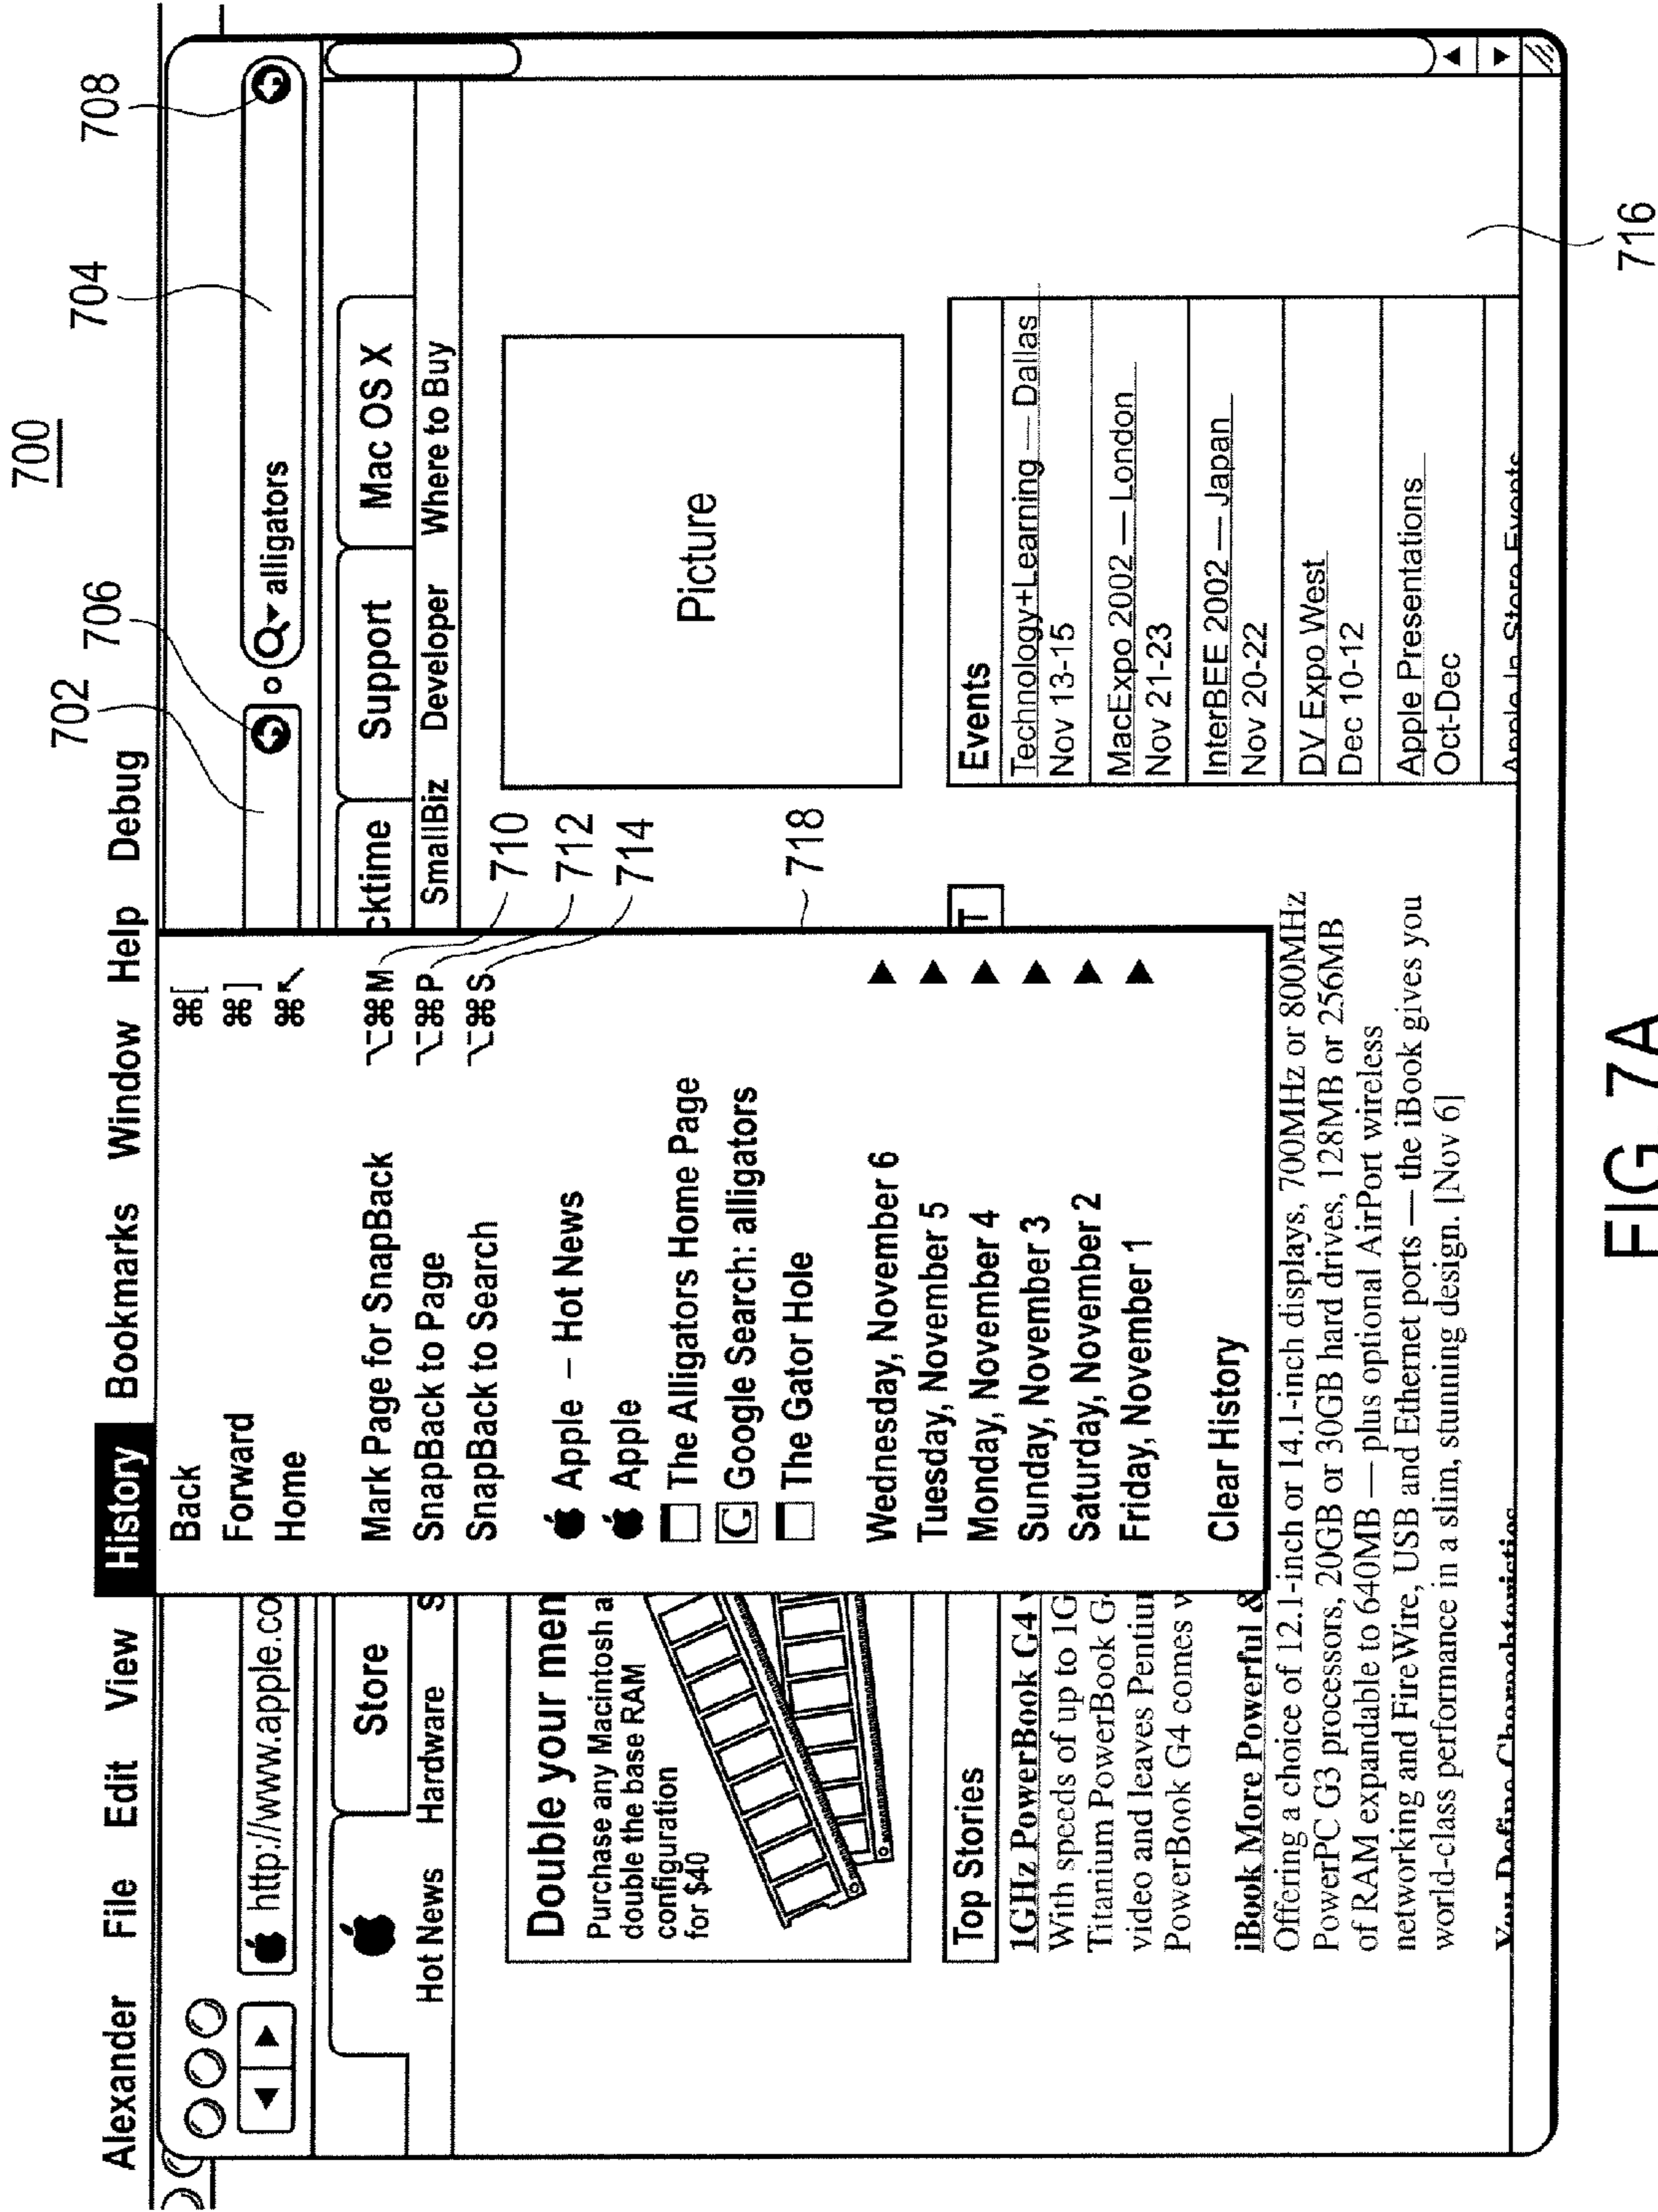 700
Alexander File Edit View History Bookmarks Window Help Debug
702 706 704 708
http://www.apple.co
alligators
Store cktime Support Mac OS X
Hot News Hardware S SmallBiz Developer Where to Buy
Back ⌘[
Forward ⌘]
Home ⌘↖
Mark Page for SnapBack ⌥⌘M 710
SnapBack to Page ⌥⌘P 712
SnapBack to Search ⌥⌘S 714
Apple – Hot News
Apple
The Alligators Home Page
G Google Search: alligators
The Gator Hole
Wednesday, November 6
Tuesday, November 5
Monday, November 4
Sunday, November 3
Saturday, November 2
Friday, November 1
Clear History
718
Double your men
Purchase any Macintosh a
double the base RAM
configuration
for $40
Picture
Top Stories
T
1GHz PowerBook G4
With speeds of up to 1G
Titanium PowerBook G
video and leaves Pentiu
PowerBook G4 comes w
iBook More Powerful &
Offering a choice of 12.1-inch or 14.1-inch displays, 700MHz or 800MHz
PowerPC G3 processors, 20GB or 30GB hard drives, 128MB or 256MB
of RAM expandable to 640MB — plus optional AirPort wireless
networking and FireWire, USB and Ethernet ports — the iBook gives you
world-class performance in a slim, stunning design. [Nov 6]
Events
Technology+Learning — Dallas
Nov 13-15
MacExpo 2002 — London
Nov 21-23
InterBEE 2002 — Japan
Nov 20-22
DV Expo West
Dec 10-12
Apple Presentations
Oct-Dec
Apple In-Store Events
716
FIG 7A